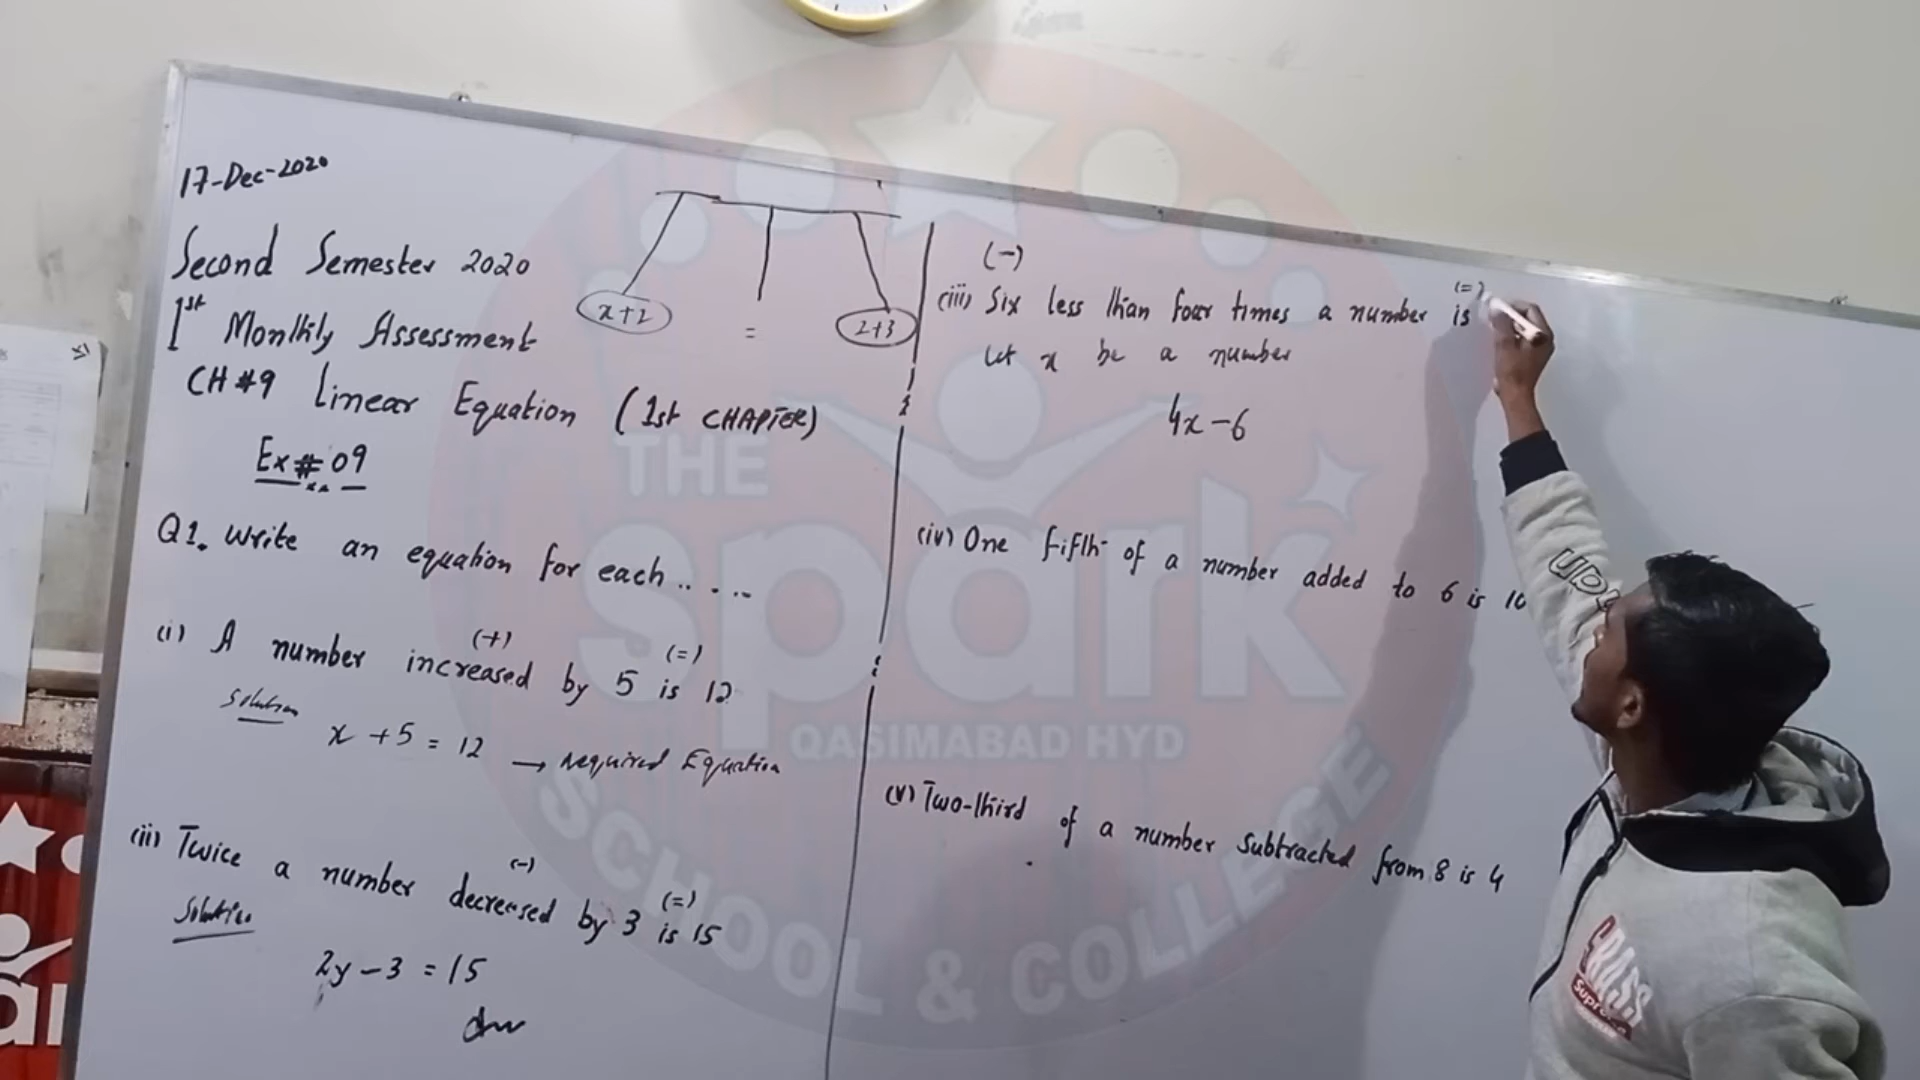 17-Dec-2020
Second Semester 2020
1st Monthly Assessment
CH#9 Linear Equation (1st CHAPTER)
Ex#09
Q1. Write an equation for each.....
(i) A number increased by 5 is 12
(+) (=)
Solution
x + 5 = 12 → required Equation
(ii) Twice a number decreased by 3 is 15
(-) (=)
Solution
2y - 3 = 15
x+2 = 2+3
(-) (=)
(iii) Six less than four times a number is
let x be a number
4x - 6
(iv) One fifth of a number added to 6 is 10
(v) Two-third of a number subtracted from 8 is 4
THE
spark
QASIMABAD HYD
SCHOOL & COLLEGE
XI
UP
Supreme
ar